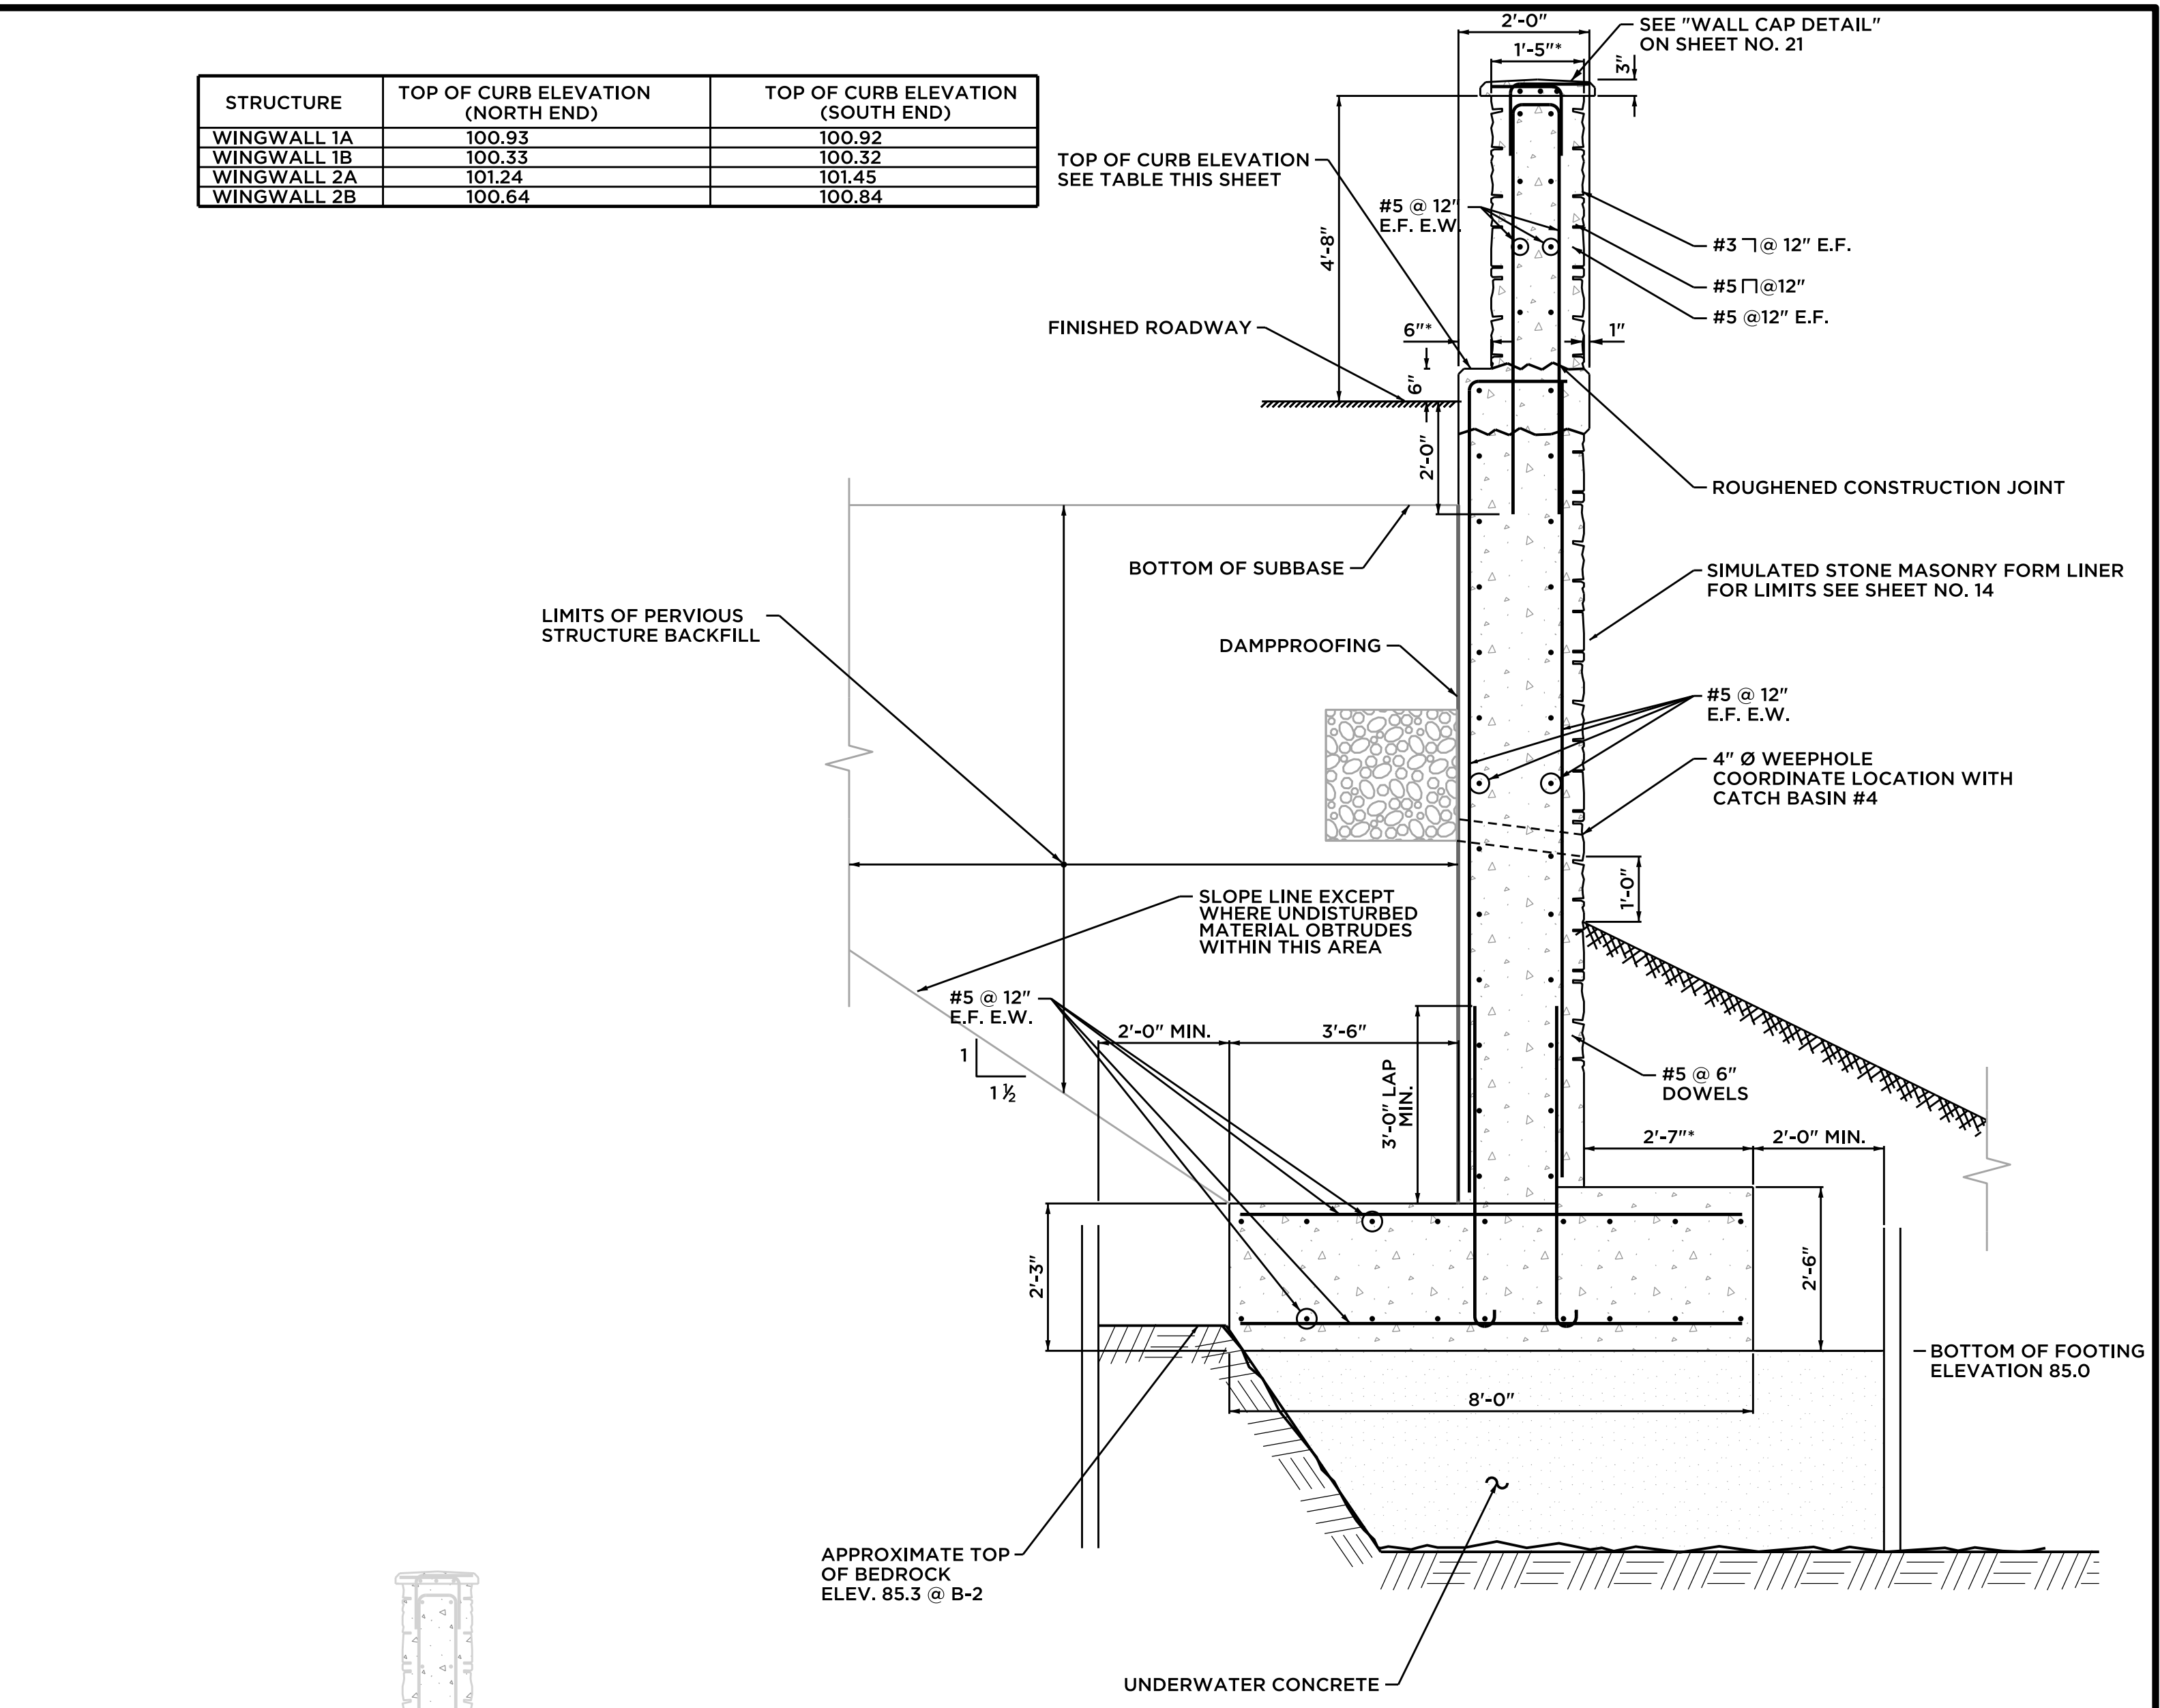 STRUCTURE
TOP OF CURB ELEVATION
(NORTH END)
TOP OF CURB ELEVATION
(SOUTH END)
WINGWALL 1A 100.93 100.92
WINGWALL 1B 100.33 100.32
WINGWALL 2A 101.24 101.45
WINGWALL 2B 100.64 100.84
2'-0"
1'-5"*
SEE "WALL CAP DETAIL"
ON SHEET NO. 21
3"
TOP OF CURB ELEVATION
SEE TABLE THIS SHEET
#5 @ 12"
E.F. E.W.
4'-8"
#3 @ 12" E.F.
#5 @12"
#5 @12" E.F.
FINISHED ROADWAY
6"*
1"
6"
2'-0"
ROUGHENED CONSTRUCTION JOINT
BOTTOM OF SUBBASE
SIMULATED STONE MASONRY FORM LINER
FOR LIMITS SEE SHEET NO. 14
LIMITS OF PERVIOUS
STRUCTURE BACKFILL
DAMPPROOFING
#5 @ 12"
E.F. E.W.
4" Ø WEEPHOLE
COORDINATE LOCATION WITH
CATCH BASIN #4
1'-0"
SLOPE LINE EXCEPT
WHERE UNDISTURBED
MATERIAL OBTRUDES
WITHIN THIS AREA
#5 @ 12"
E.F. E.W.
2'-0" MIN.
3'-6"
1
1 ½
3'-0" LAP
MIN.
#5 @ 6"
DOWELS
2'-7"*
2'-0" MIN.
2'-3"
2'-6"
BOTTOM OF FOOTING
ELEVATION 85.0
8'-0"
APPROXIMATE TOP
OF BEDROCK
ELEV. 85.3 @ B-2
UNDERWATER CONCRETE